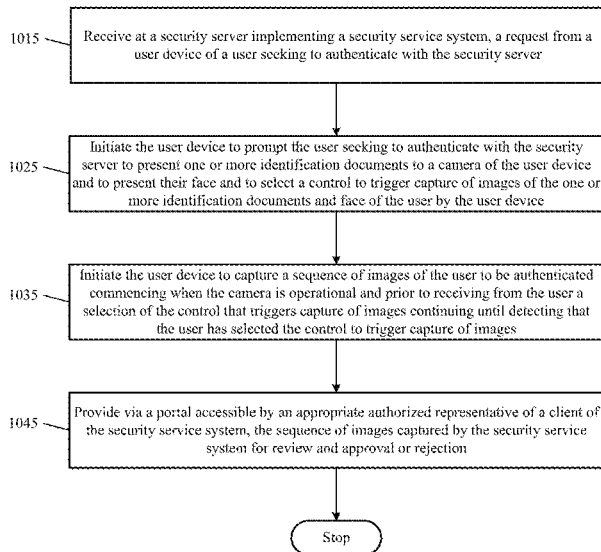 1015
Receive at a security server implementing a security service system, a request from a
user device of a user seeking to authenticate with the security server
1025
Initiate the user device to prompt the user seeking to authenticate with the security
server to present one or more identification documents to a camera of the user device
and to present their face and to select a control to trigger capture of images of the one or
more identification documents and face of the user by the user device
1035
Initiate the user device to capture a sequence of images of the user to be authenticated
commencing when the camera is operational and prior to receiving from the user a
selection of the control that triggers capture of images continuing until detecting that
the user has selected the control to trigger capture of images
1045
Provide via a portal accessible by an appropriate authorized representative of a client of
the security service system, the sequence of images captured by the security service
system for review and approval or rejection
Stop